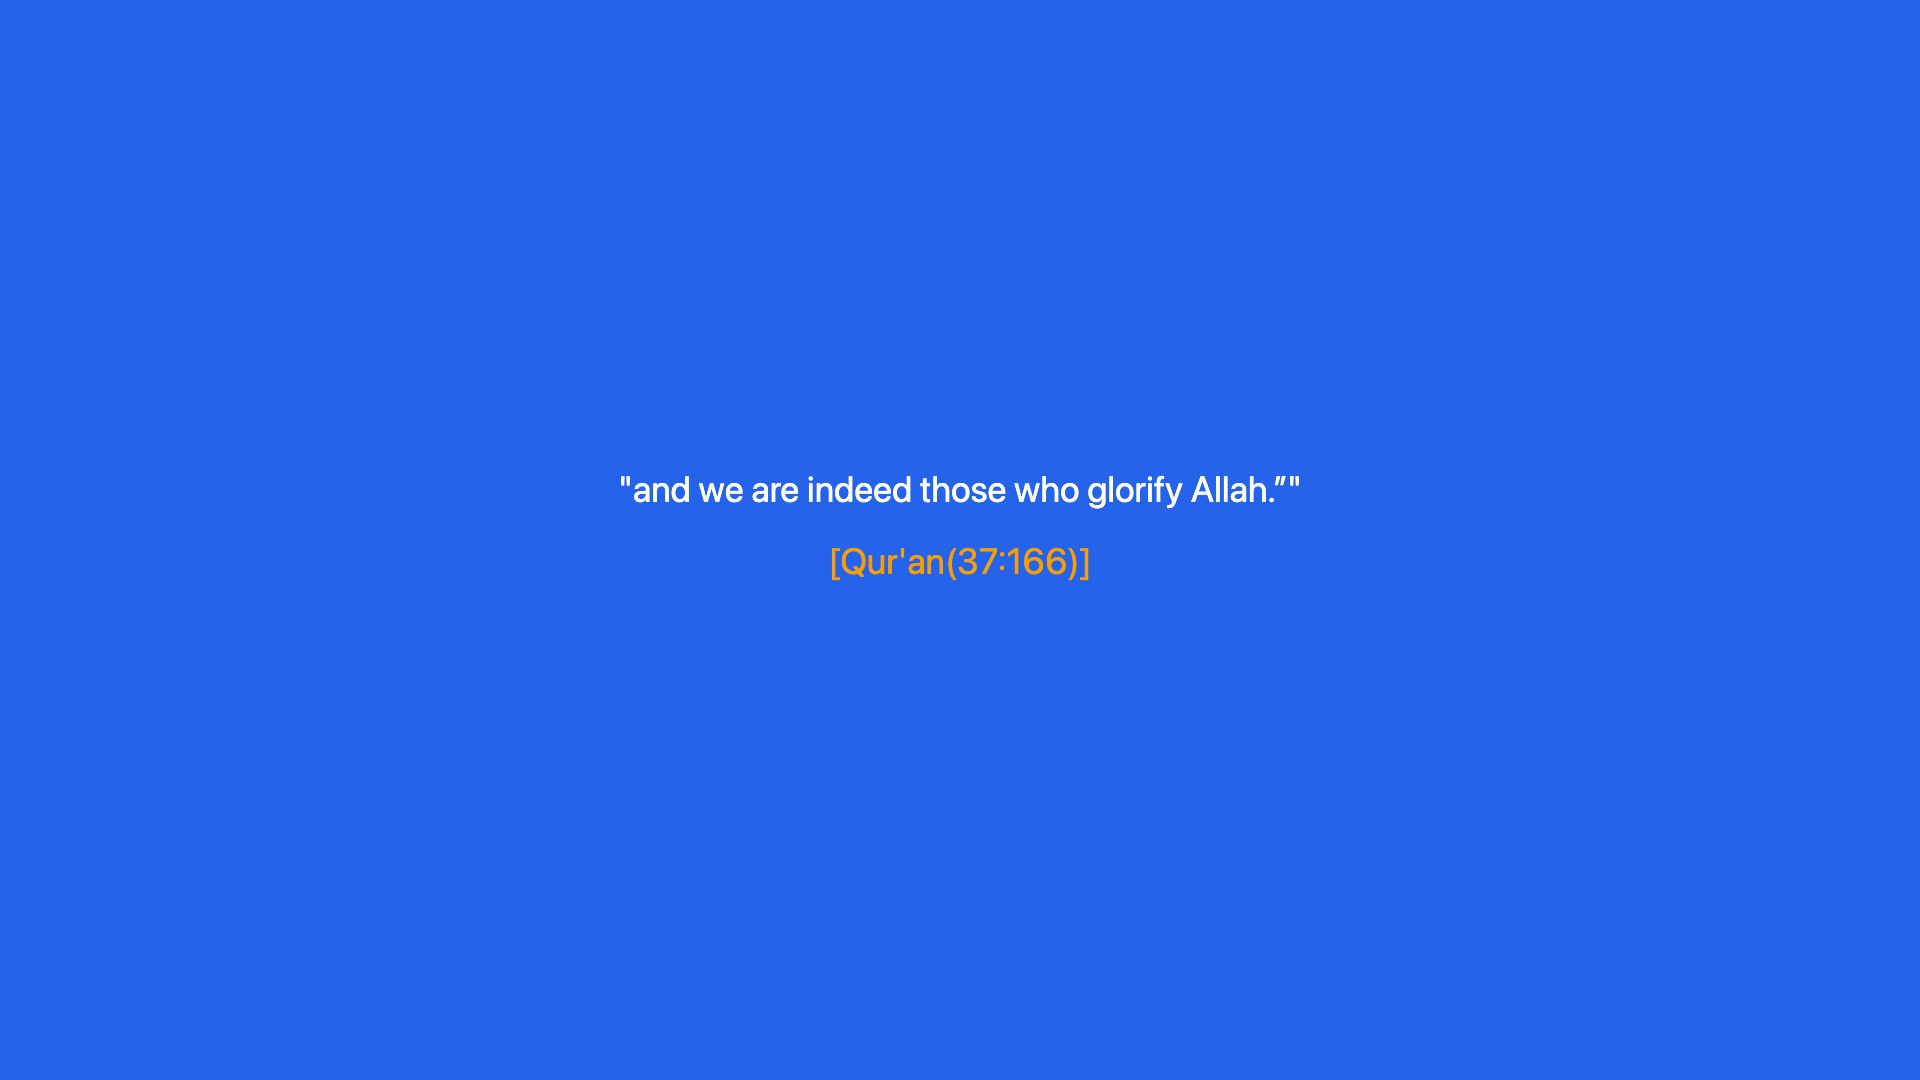 "and we are indeed those who glorify Allah.”"
[Qur'an(37:166)]